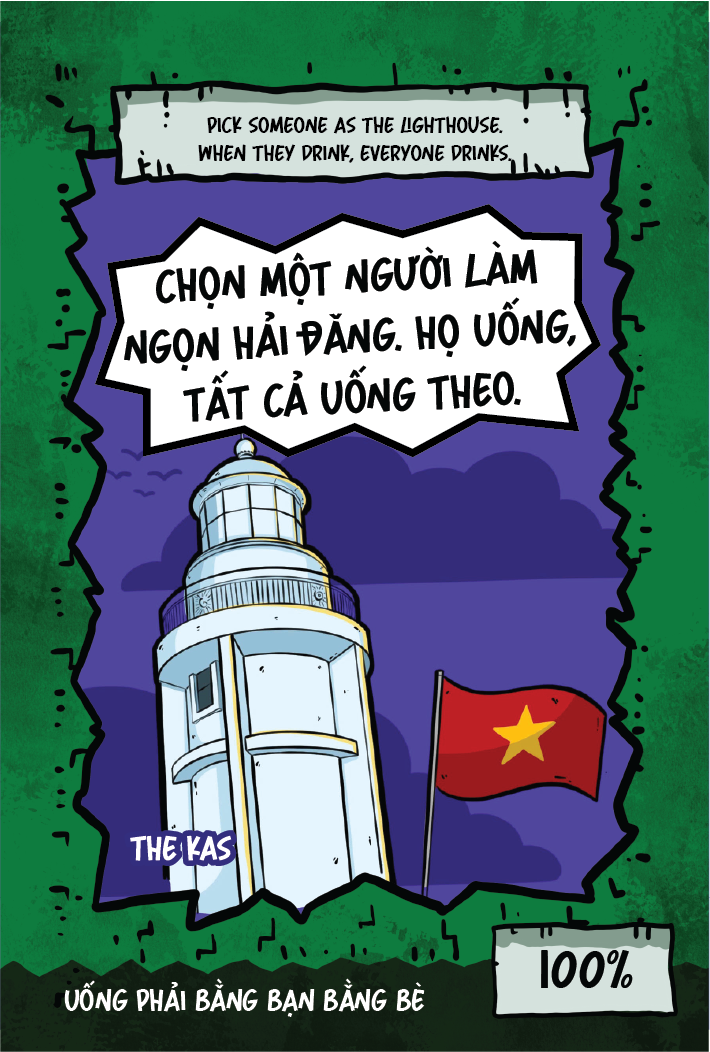 PICK SOMEONE AS THE LIGHTHOUSE.
WHEN THEY DRINK, EVERYONE DRINKS.
CHỌN MỘT NGƯỜI LÀM
NGỌN HẢI ĐĂNG. HỌ UỐNG,
TẤT CẢ UỐNG THEO.
THE KAS
100%
UỐNG PHẢI BẰNG BẠN BẰNG BÈ